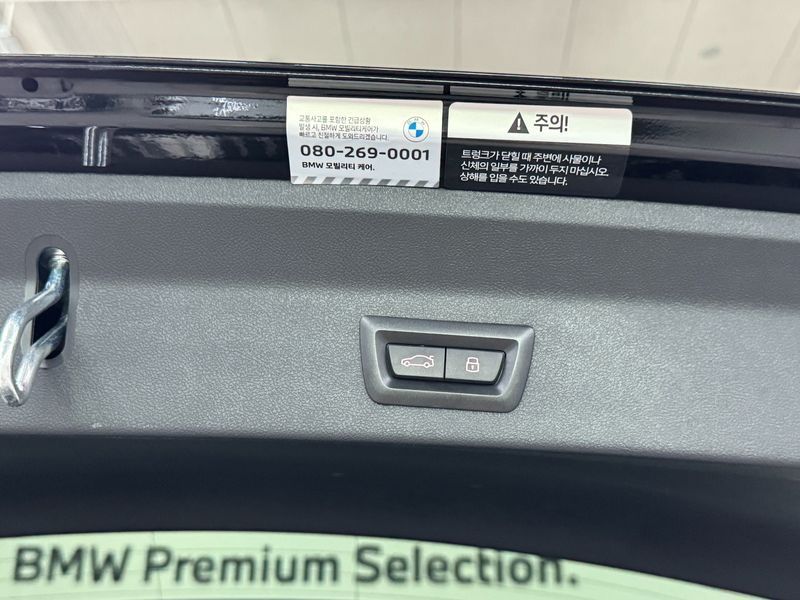 교통사고를 포함한 긴급상황
발생 시, BMW 모빌리티케어가
빠르고 친절하게 도와드리겠습니다.
080-269-0001
BMW 모빌리티 케어.
주의!
트렁크가 닫힐 때 주변에 사물이나
신체의 일부를 가까이 두지 마십시오.
상해를 입을 수도 있습니다.
BMW Premium Selection.